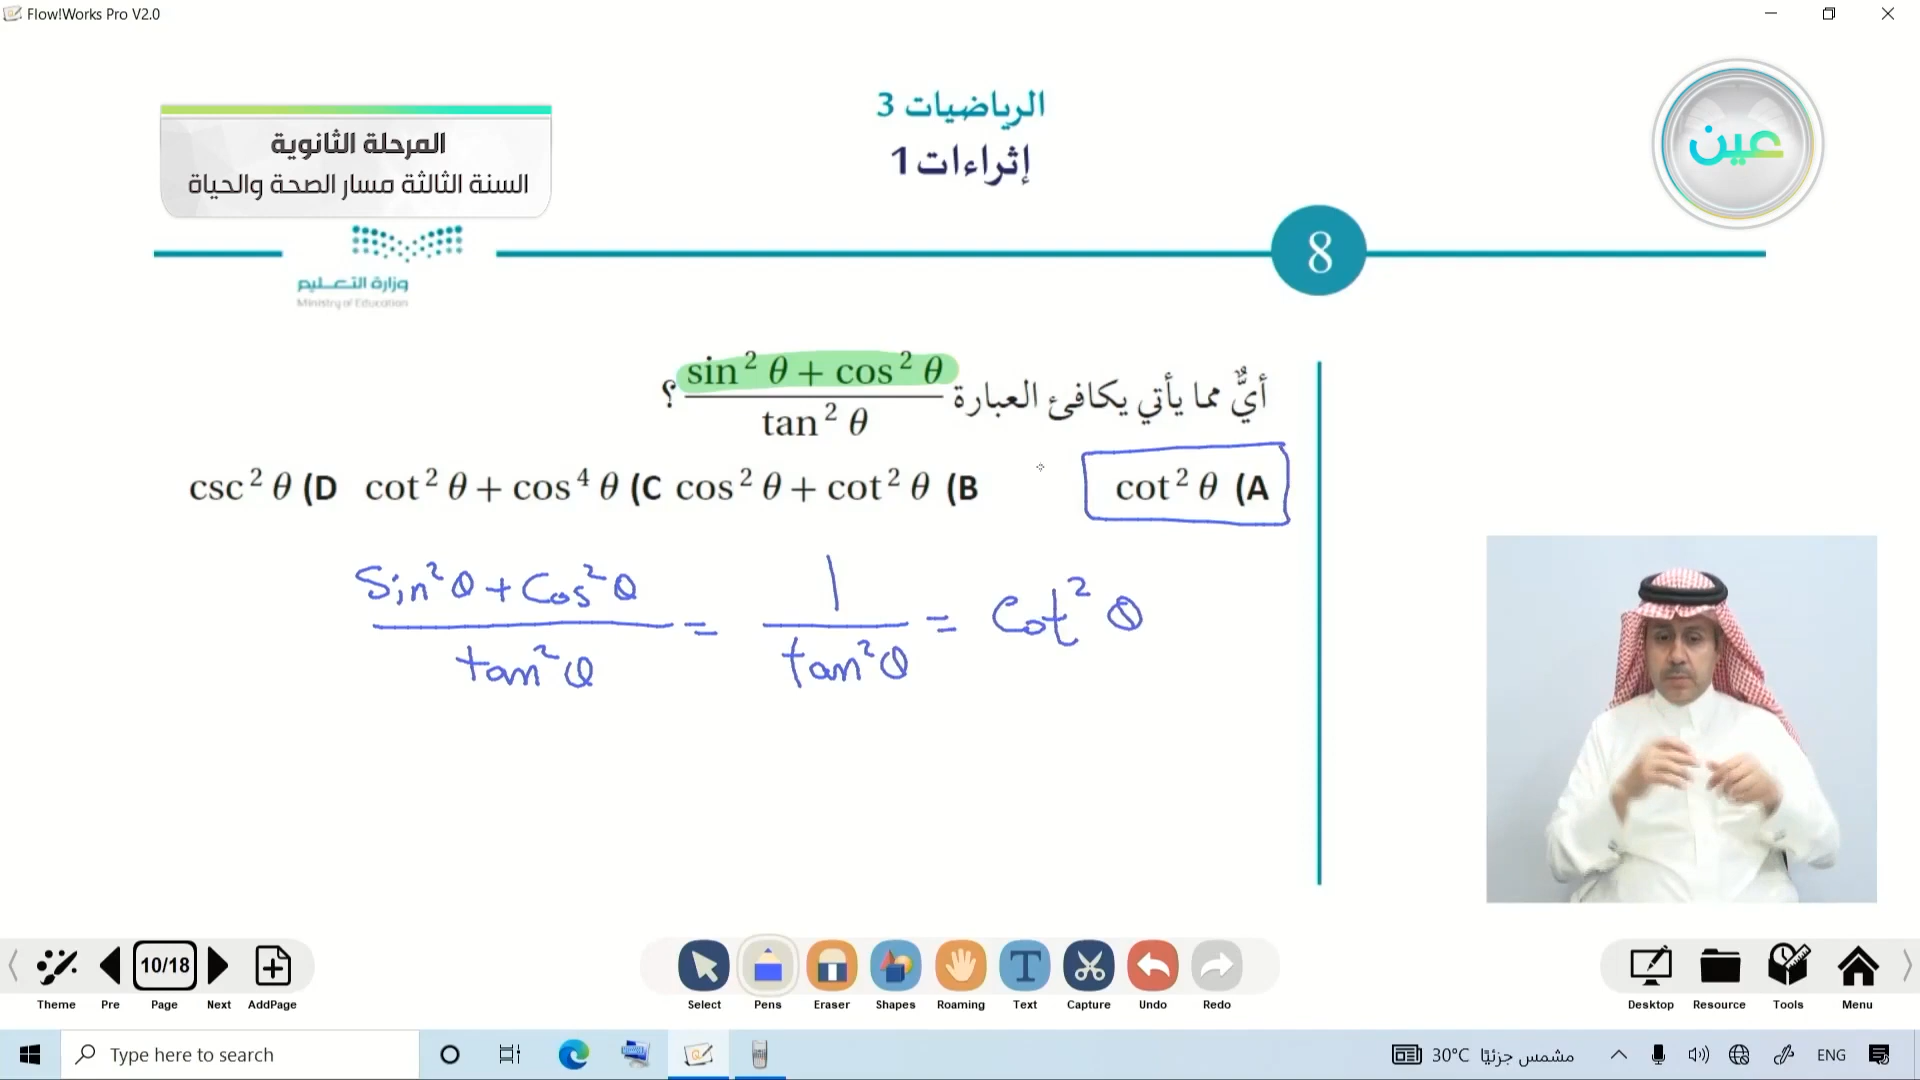 Flow!Works Pro V2.0
الرياضيات 3
إثراءات 1
المرحلة الثانوية
السنة الثالثة مسار الصحة والحياة
عين
وزارة التعليم
Ministry of Education
8
أيٌّ مما يأتي يكافئ العبارة (sin² θ + cos² θ) / (tan² θ) ؟
A) cot² θ
B) cos² θ + cot² θ
C) cot² θ + cos⁴ θ
D) csc² θ
(Sin²θ + Cos²θ) / (tan²θ) = 1 / (tan²θ) = Cot² θ
Theme Pre 10/18 Page Next AddPage
Select Pens Eraser Shapes Roaming Text Capture Undo Redo
Desktop Resource Tools Menu
Type here to search
30°C مشمس جزئيًا ENG